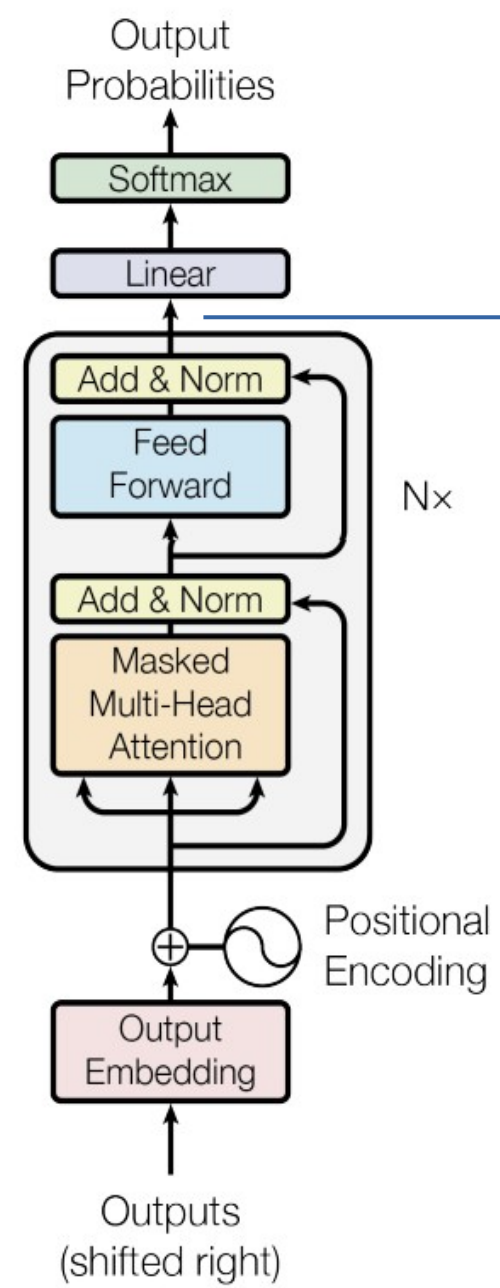 Output
Probabilities
Softmax
Linear
Add & Norm
Feed
Forward
N×
Add & Norm
Masked
Multi-Head
Attention
Positional
Encoding
Output
Embedding
Outputs
(shifted right)